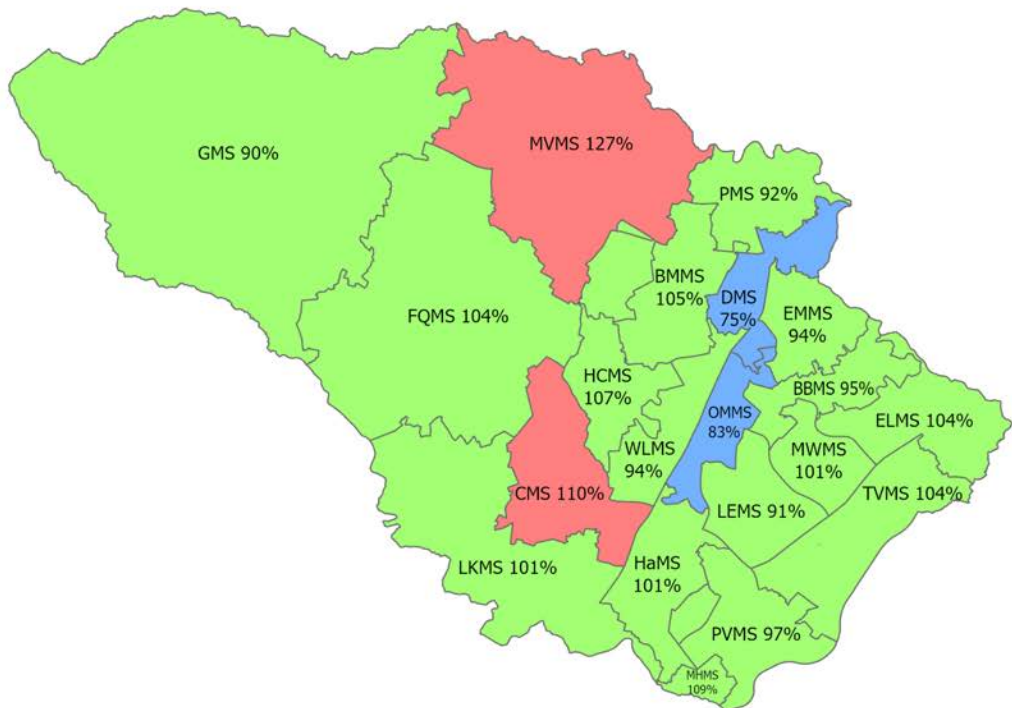 GMS 90%
MVMS 127%
PMS 92%
BMMS
105%
DMS
75%
EMMS
94%
FQMS 104%
HCMS
107%
BBMS 95%
OMMS
83%
ELMS 104%
WLMS
94%
MWMS
101%
CMS 110%
TVMS 104%
LEMS 91%
LKMS 101%
HaMS
101%
PVMS 97%
MHMS
109%